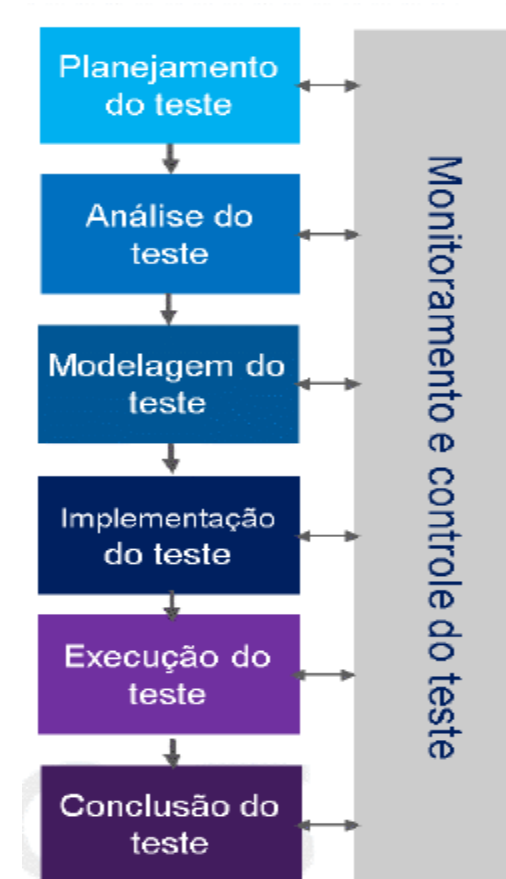 Planejamento
do teste
Análise do
teste
Modelagem do
teste
Implementação
do teste
Execução do
teste
Conclusão do
teste
Monitoramento e controle do teste